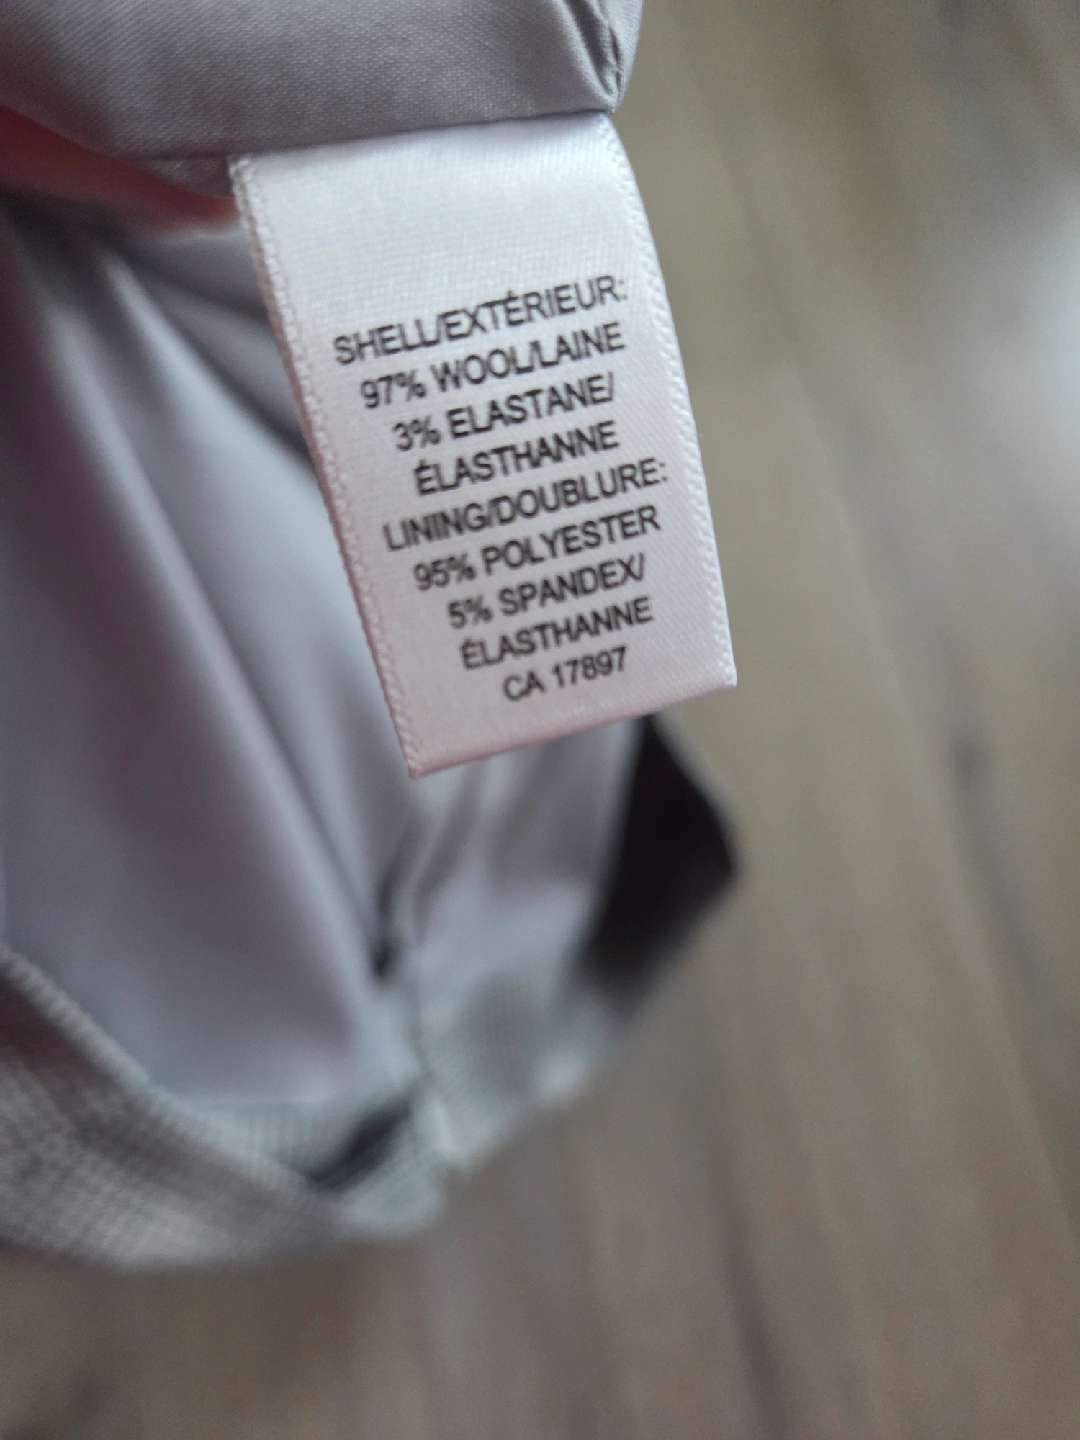 SHELL/EXTÉRIEUR:
97% WOOL/LAINE
3% ELASTANE/
ÉLASTHANNE
LINING/DOUBLURE:
95% POLYESTER
5% SPANDEX/
ÉLASTHANNE
CA 17897